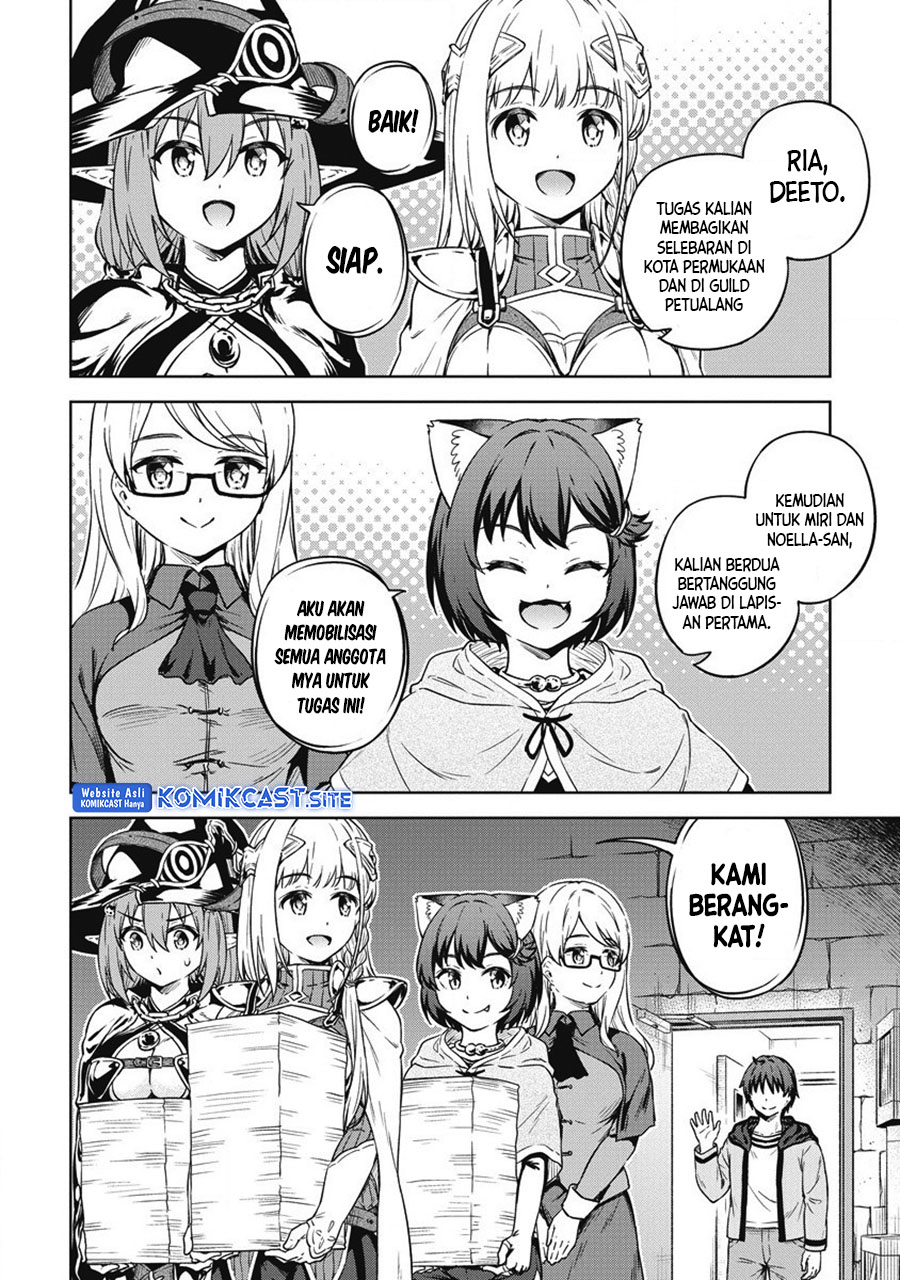 RIA,
DEETO.
TUGAS KALIAN
MEMBAGIKAN
SELEBARAN DI
KOTA PERMUKAAN
DAN DI GUILD
PETUALANG
BAIK!
SIAP.
KEMUDIAN
UNTUK MIRI DAN
NOELLA-SAN,
KALIAN BERDUA
BERTANGGUNG
JAWAB DI LAPIS-
AN PERTAMA.
AKU AKAN
MEMOBILISASI
SEMUA ANGGOTA
MYA UNTUK
TUGAS INI!
Website Asli
KOMIKCAST Hanya
KOMIKCAST.SITE
KAMI
BERANG-
KAT!